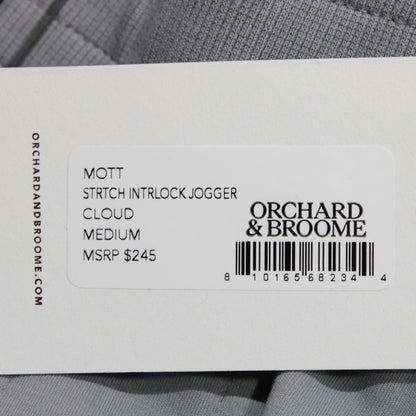 ORCHARDANDBROOME.COM
MOTT
STRTCH INTRLOCK JOGGER
CLOUD
MEDIUM
MSRP $245
ORCHARD
& BROOME
8 10165 68234 4